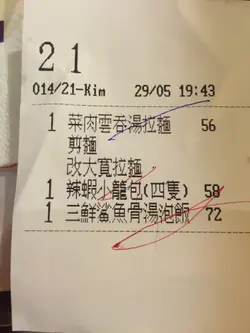 21
014/21-Kim 29/05 19:43
1 菜肉雲吞湯拉麵 56
剪麵
改大寬拉麵
1 辣蝦小籠包(四隻) 58
1 三鮮鯊魚骨湯泡飯 72